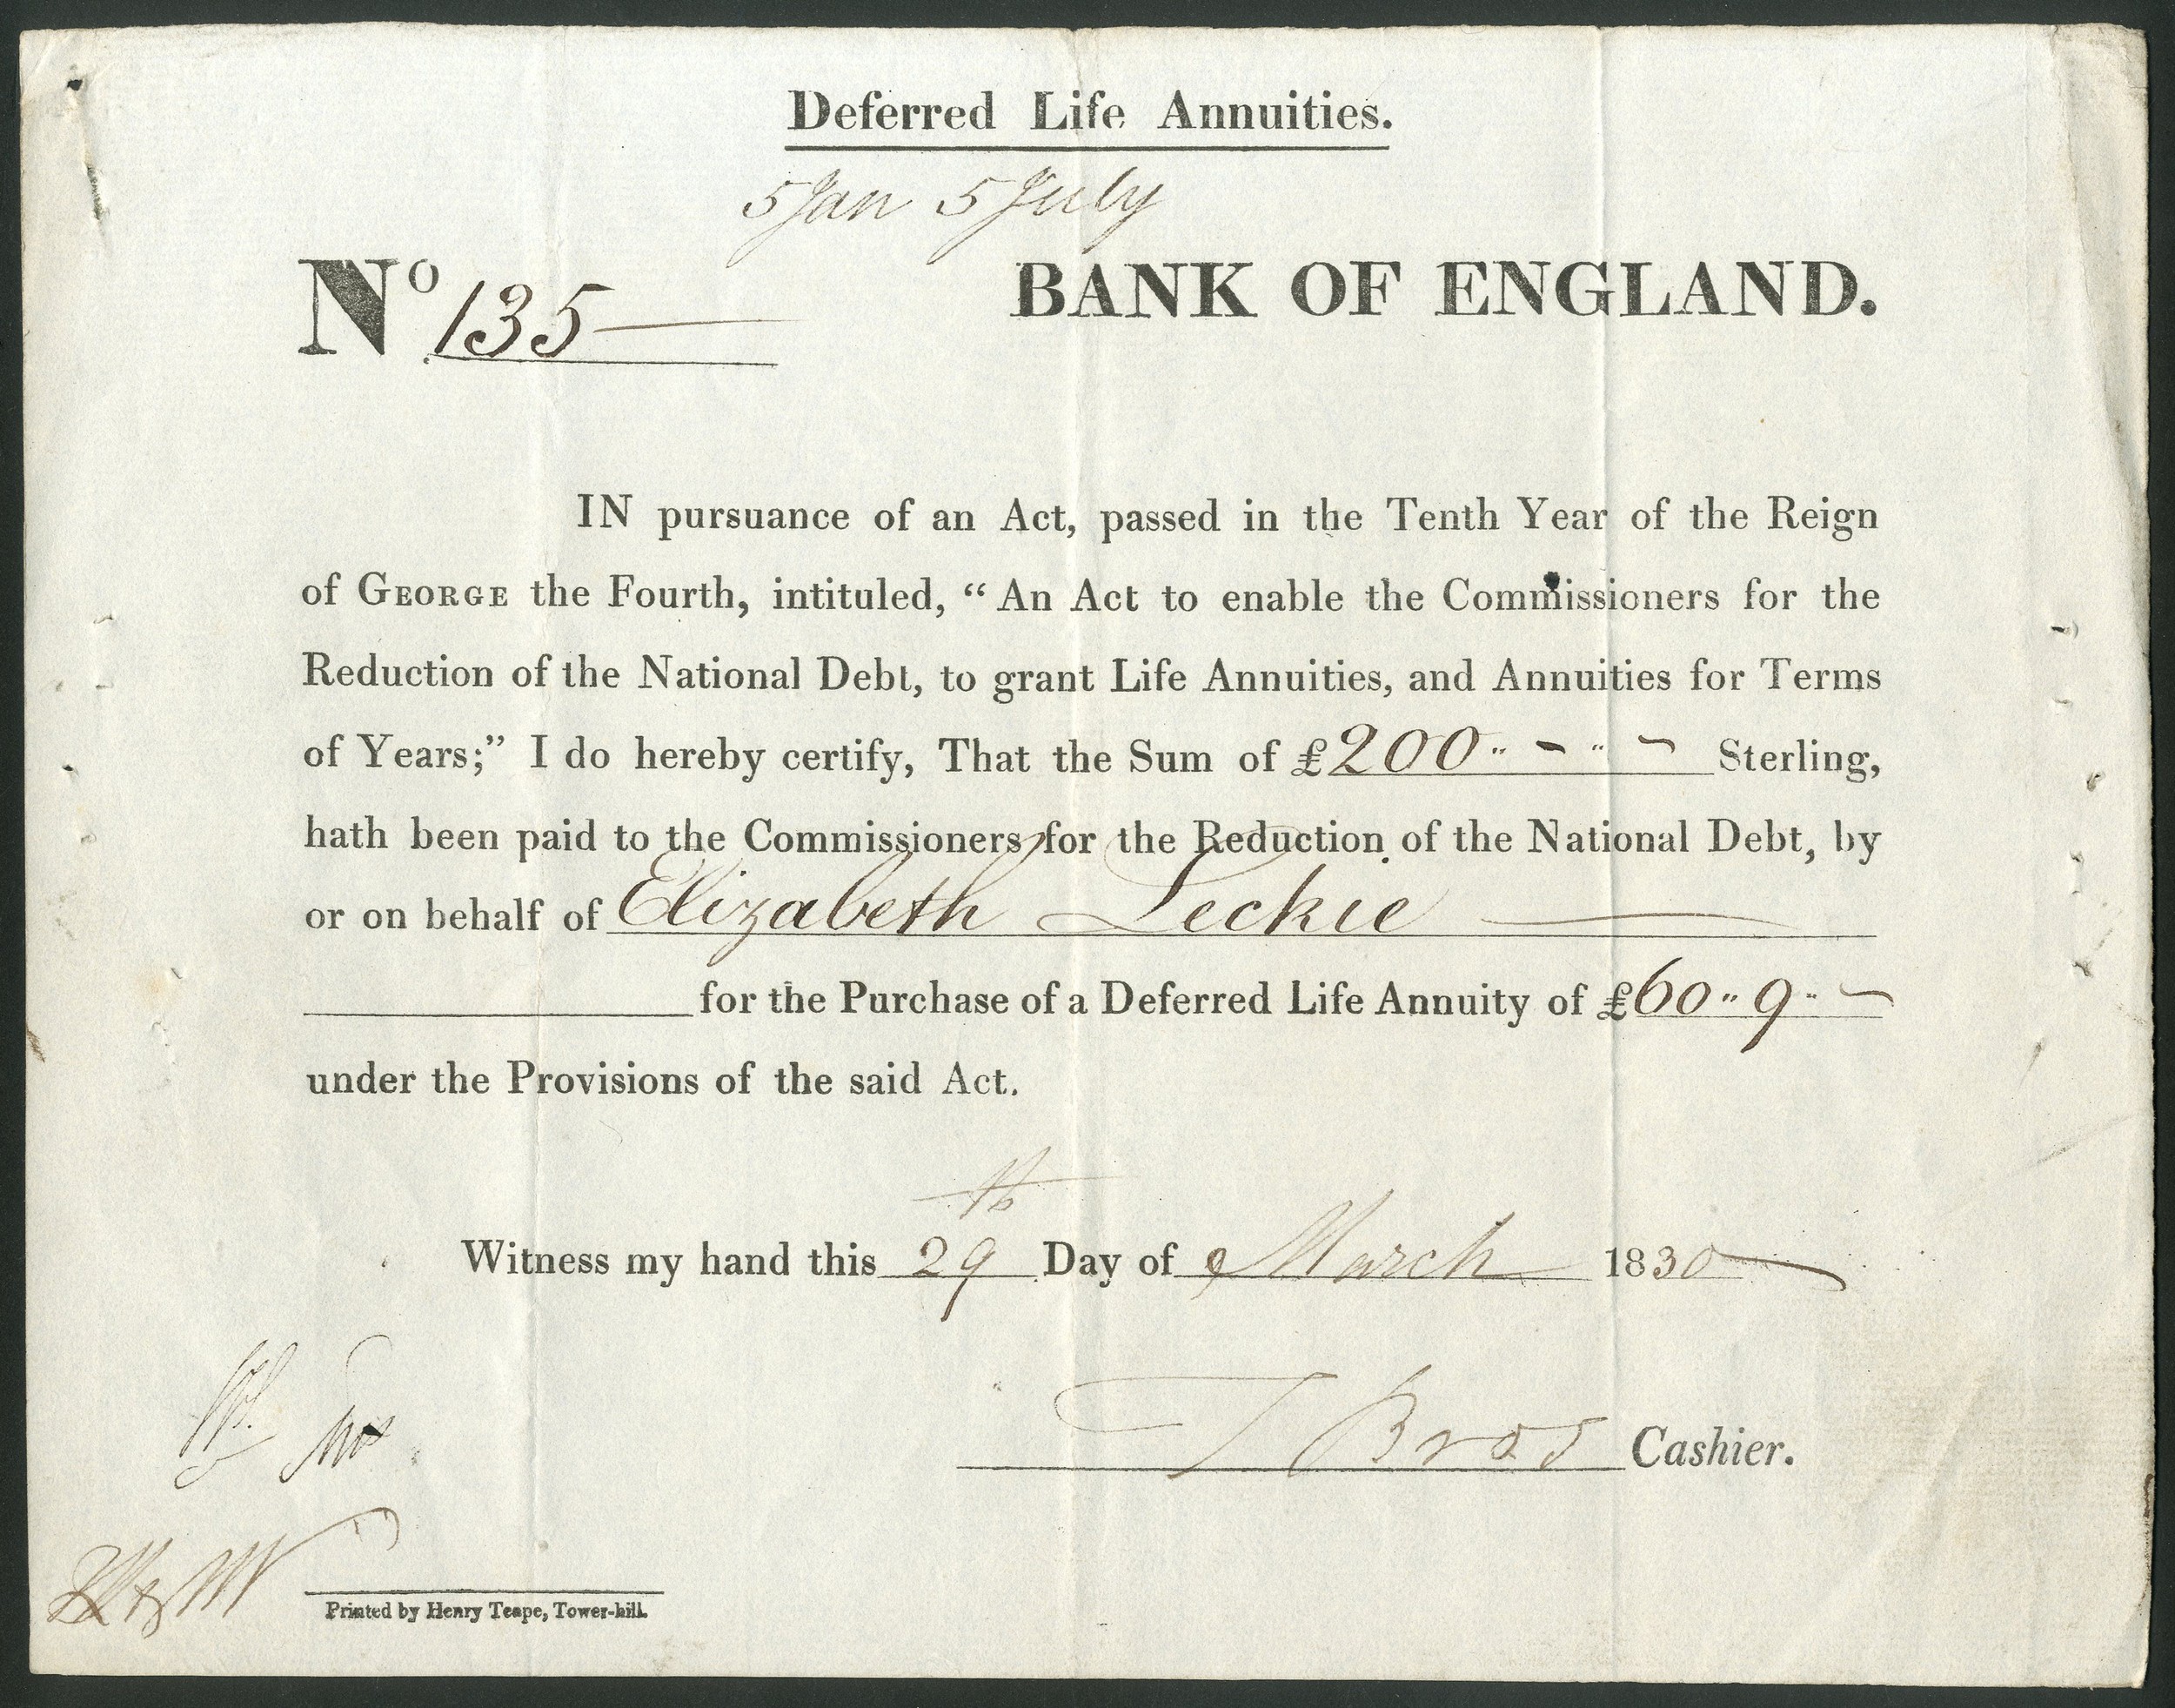 Deferred Life Annuities.
5 Jan 5 July
No 135
BANK OF ENGLAND.
IN pursuance of an Act, passed in the Tenth Year of the Reign
of GEORGE the Fourth, intituled, “An Act to enable the Commissioners for the
Reduction of the National Debt, to grant Life Annuities, and Annuities for Terms
of Years;” I do hereby certify, That the Sum of £200 " - " - Sterling,
hath been paid to the Commissioners for the Reduction of the National Debt, by
or on behalf of Elizabeth Leckie
for the Purchase of a Deferred Life Annuity of £60 " 9 " -
under the Provisions of the said Act.
Witness my hand this 29th Day of March 1830
T Bros Cashier.
Printed by Henry Teape, Tower-hill.